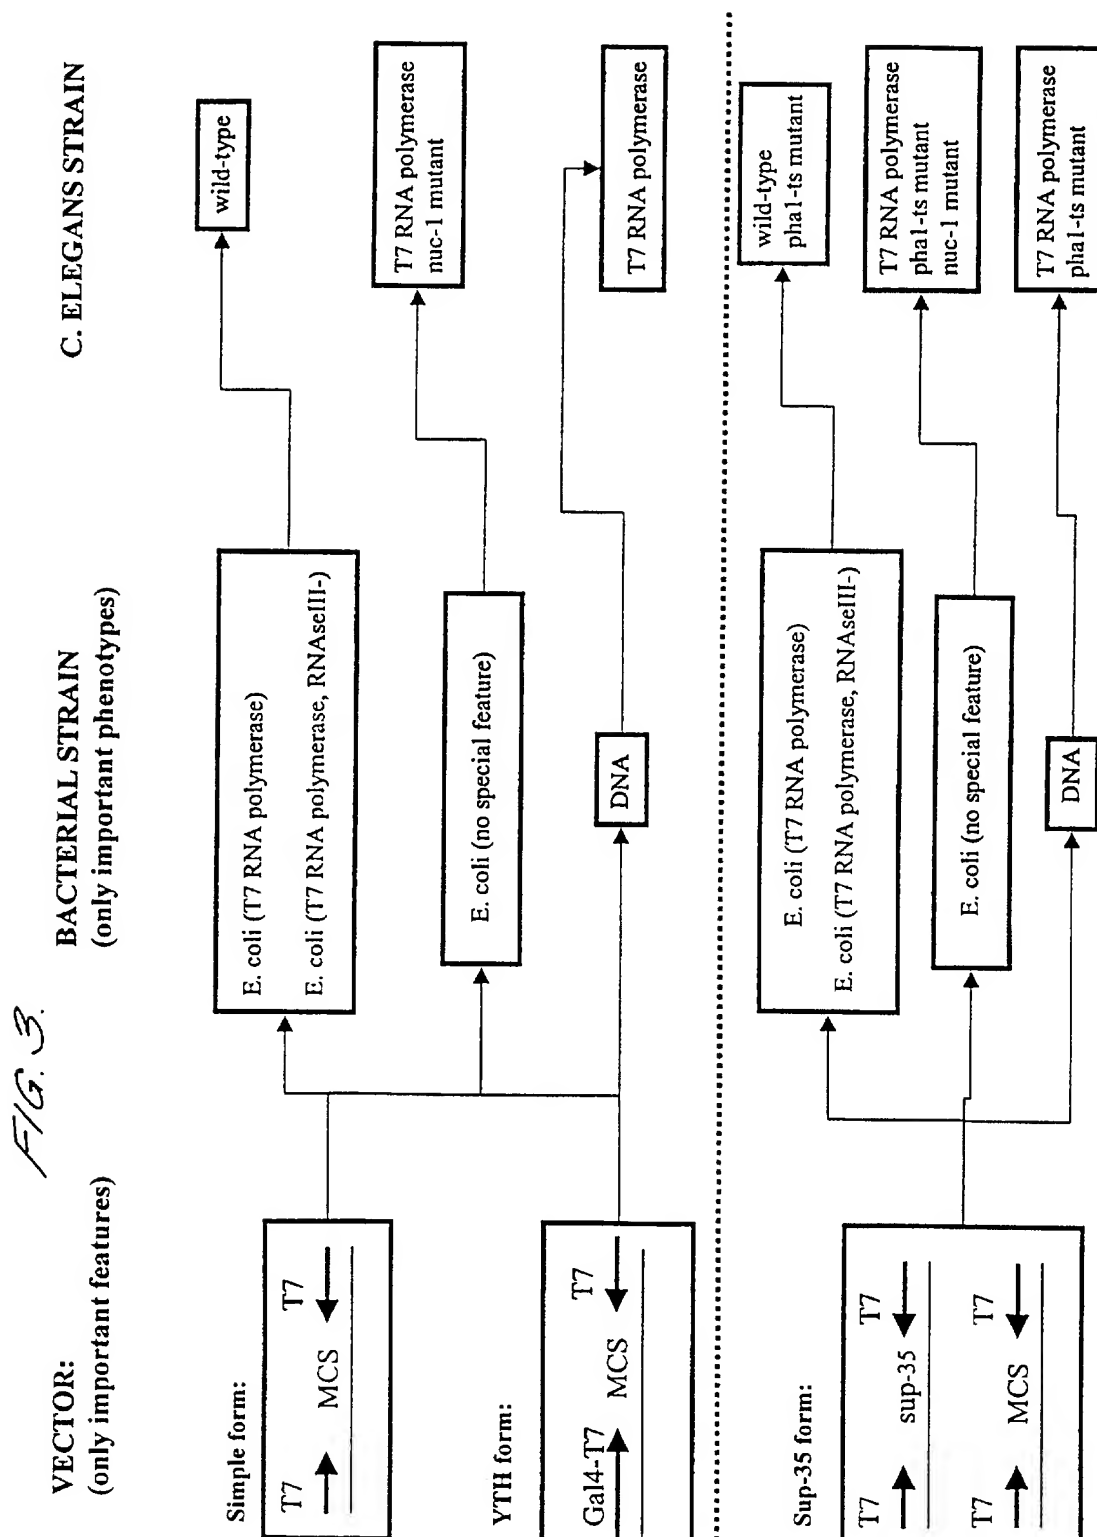 FIG. 3.
VECTOR:
(only important features)
BACTERIAL STRAIN
(only important phenotypes)
C. ELEGANS STRAIN
Simple form:
T7 T7
MCS
YTH form:
Gal4-T7 T7
MCS
E. coli (T7 RNA polymerase)
E. coli (T7 RNA polymerase, RNAseIII-)
E. coli (no special feature)
DNA
wild-type
T7 RNA polymerase
nuc-1 mutant
T7 RNA polymerase
Sup-35 form:
T7 T7
sup-35
T7 T7
MCS
E. coli (T7 RNA polymerase)
E. coli (T7 RNA polymerase, RNAseIII-)
E. coli (no special feature)
DNA
wild-type
pha1-ts mutant
T7 RNA polymerase
pha1-ts mutant
nuc-1 mutant
T7 RNA polymerase
pha1-ts mutant